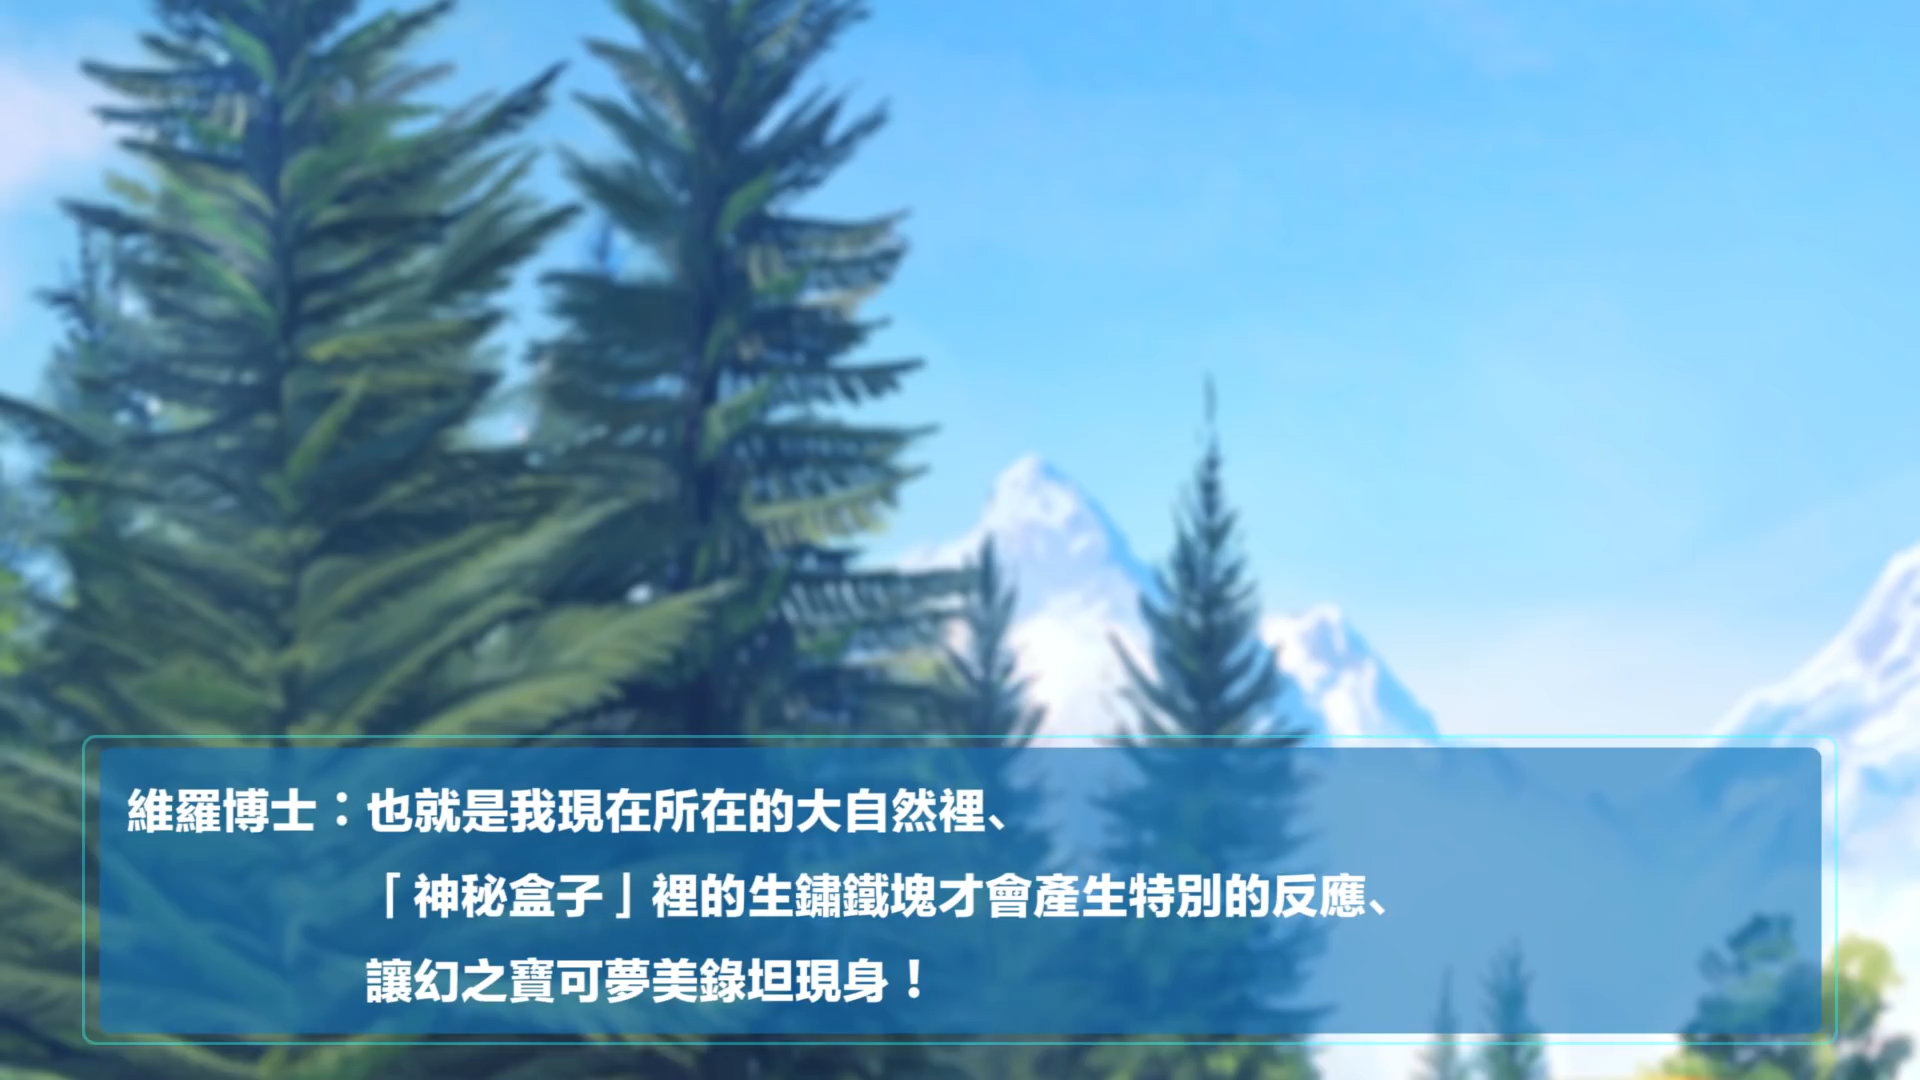 維羅博士：也就是我現在所在的大自然裡、
「神秘盒子」裡的生鏽鐵塊才會產生特別的反應、
讓幻之寶可夢美錄坦現身！